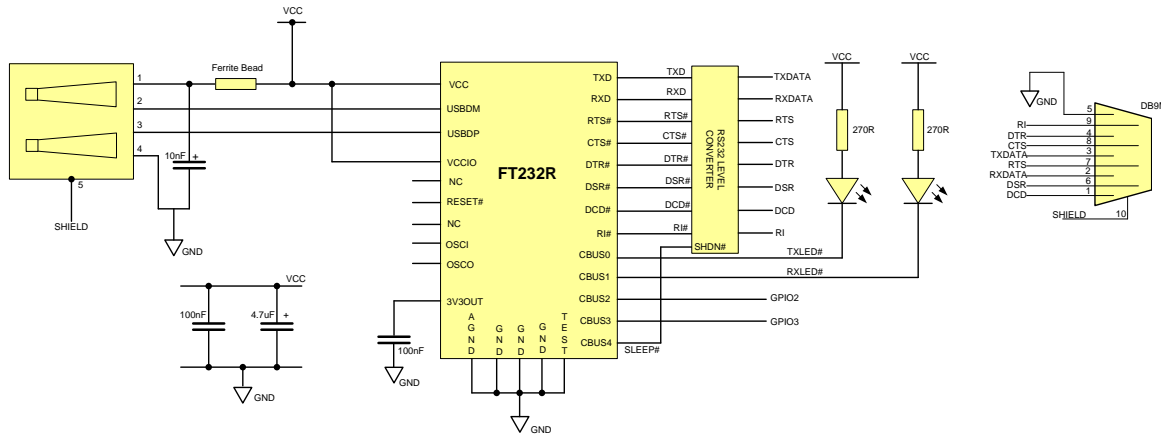 VCC
Ferrite Bead
1
2
3
4
5
SHIELD
10nF +
GND
VCC
100nF
4.7uF +
GND
FT232R
VCC
USBDM
USBDP
VCCIO
NC
RESET#
NC
OSCI
OSCO
3V3OUT
100nF
GND
AGND
GND
GND
GND
TEST
GND
TXD
RXD
RTS#
CTS#
DTR#
DSR#
DCD#
RI#
CBUS0
CBUS1
CBUS2
CBUS3
CBUS4
TXD
RXD
RTS#
CTS#
DTR#
DSR#
DCD#
RI#
SLEEP#
RS232 LEVEL
CONVERTER
SHDN#
TXDATA
RXDATA
RTS
CTS
DTR
DSR
DCD
RI
TXLED#
RXLED#
GPIO2
GPIO3
VCC
270R
VCC
270R
GND
DB9M
5
RI 9
DTR 4
CTS 8
TXDATA 3
RTS 7
RXDATA 2
DSR 6
DCD 1
SHIELD 10